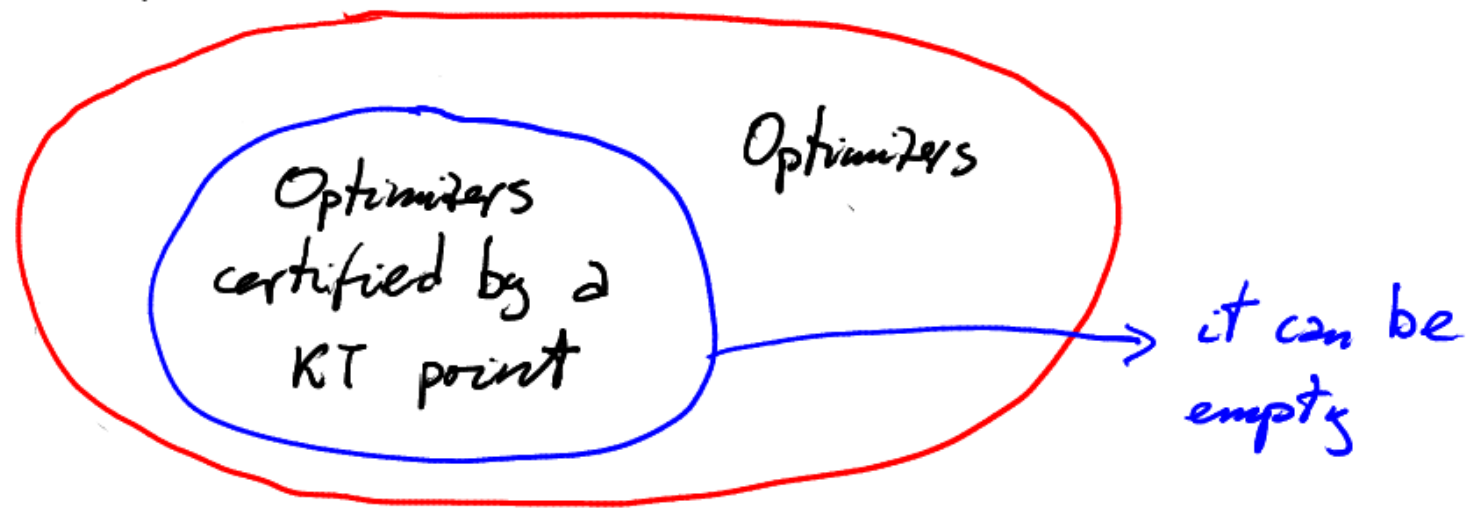 Optimizers
Optimizers
certified by a
KT point
it can be
empty